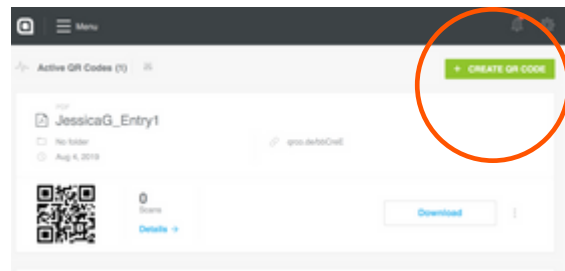 Menu
Active QR Codes (1)
+ CREATE QR CODE
PDF
JessicaG_Entry1
No folder
Aug 4, 2019
0
Scans
Details →
Download